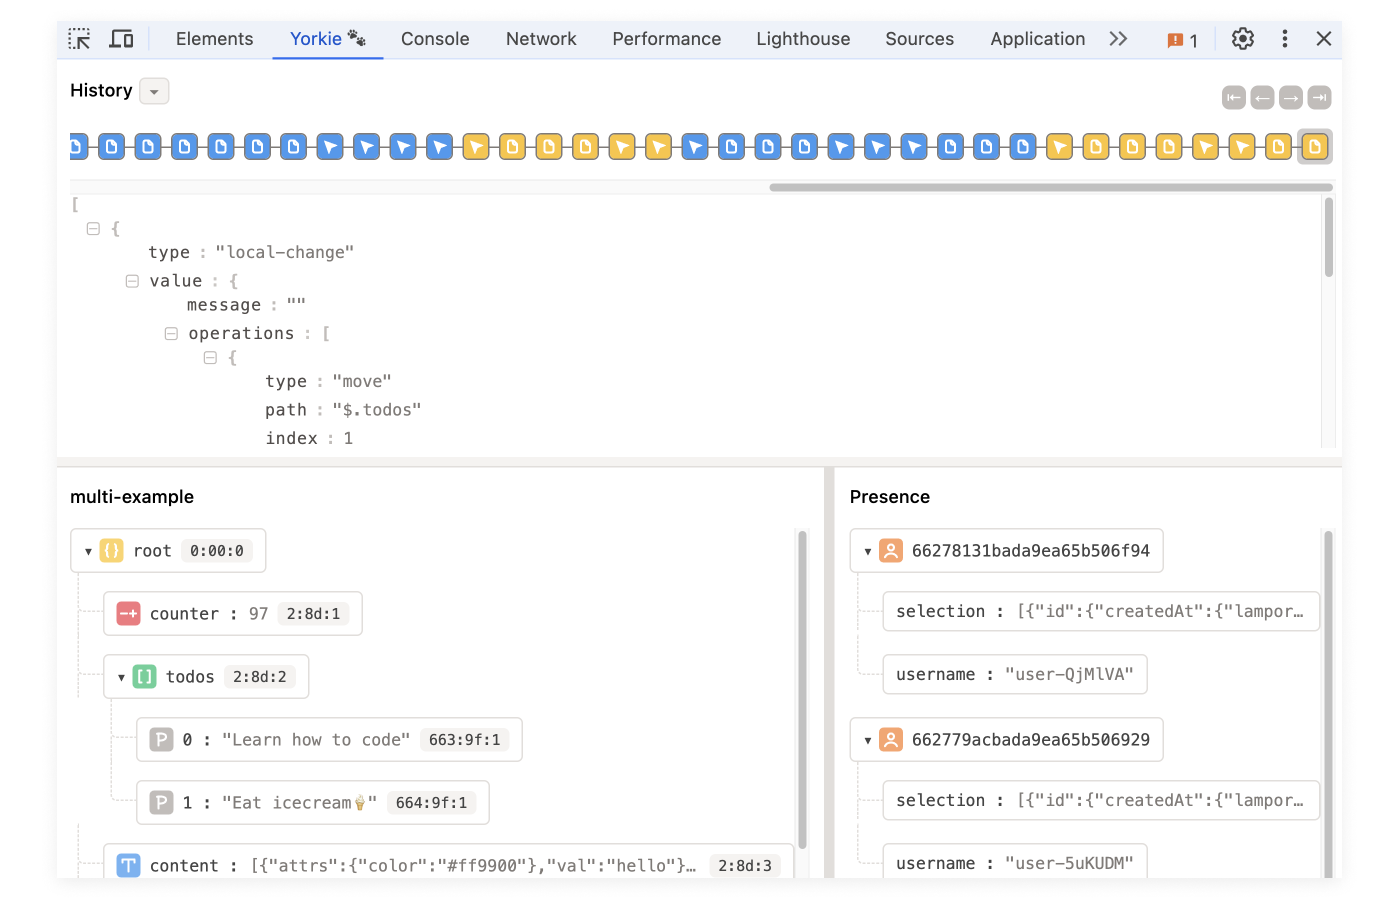 Elements Yorkie 🐾 Console Network Performance Lighthouse Sources Application 1
History
[
{
type : "local-change"
value : {
message : ""
operations : [
{
type : "move"
path : "$.todos"
index : 1
multi-example
{} root 0:00:0
counter : 97 2:8d:1
[] todos 2:8d:2
P 0 : "Learn how to code" 663:9f:1
P 1 : "Eat icecream🍦" 664:9f:1
T content : [{"attrs":{"color":"#ff9900"},"val":"hello"}… 2:8d:3
Presence
66278131bada9ea65b506f94
selection : [{"id":{"createdAt":{"lampor…
username : "user-QjMlVA"
662779acbada9ea65b506929
selection : [{"id":{"createdAt":{"lampor…
username : "user-5uKUDM"